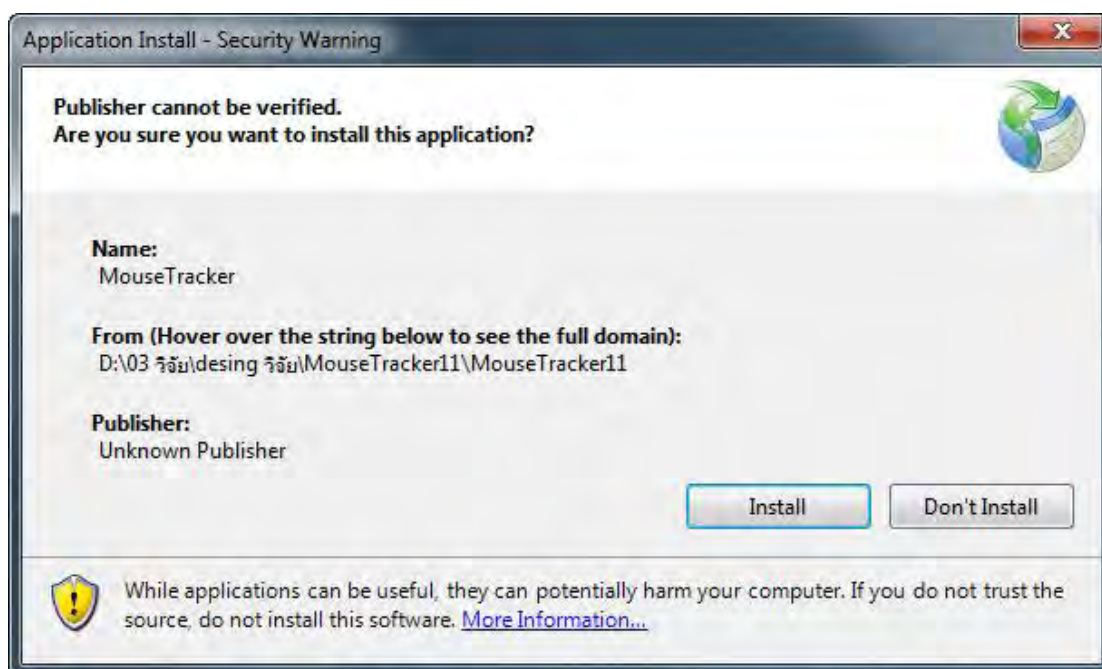 Application Install - Security Warning
Publisher cannot be verified.
Are you sure you want to install this application?
Name:
MouseTracker
From (Hover over the string below to see the full domain):
D:\03 วิจัย\desing วิจัย\MouseTracker11\MouseTracker11
Publisher:
Unknown Publisher
Install
Don't Install
While applications can be useful, they can potentially harm your computer. If you do not trust the
source, do not install this software. More Information...